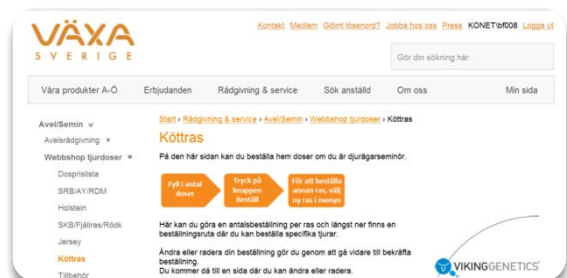 VÄXA
SVERIGE
Kontakt Medlem Glömt lösenord? Jobba hos oss Press KONET\bf008 Logga ut
Gör din sökning här
Våra produkter A-Ö Erbjudanden Rådgivning & service Sök anställd Om oss Min sida
Avel/Semin
Avelsrådgivning
Webbshop tjurdoser
Dosprislista
SRB/AY/RDM
Holstein
SKB/Fjällras/Rödk
Jersey
Köttras
Tillbehör
Start › Rådgivning & service › Avel/Semin › Webbshop tjurdoser › Köttras
Köttras
På den här sidan kan du beställa hem doser om du är djurägarseminör.
Fyll i antal
doser
Tryck på
knappen
Beställ
För att beställa
annan ras, välj
ny ras i menyn
Här kan du göra en antalsbeställning per ras och längst ner finns en
beställningsruta där du kan beställa specifika tjurar.
Ändra eller radera din beställning gör du genom att gå vidare till bekräfta
beställning.
Du kommer då till en sida där du kan ändra eller radera.
VIKINGGENETICS